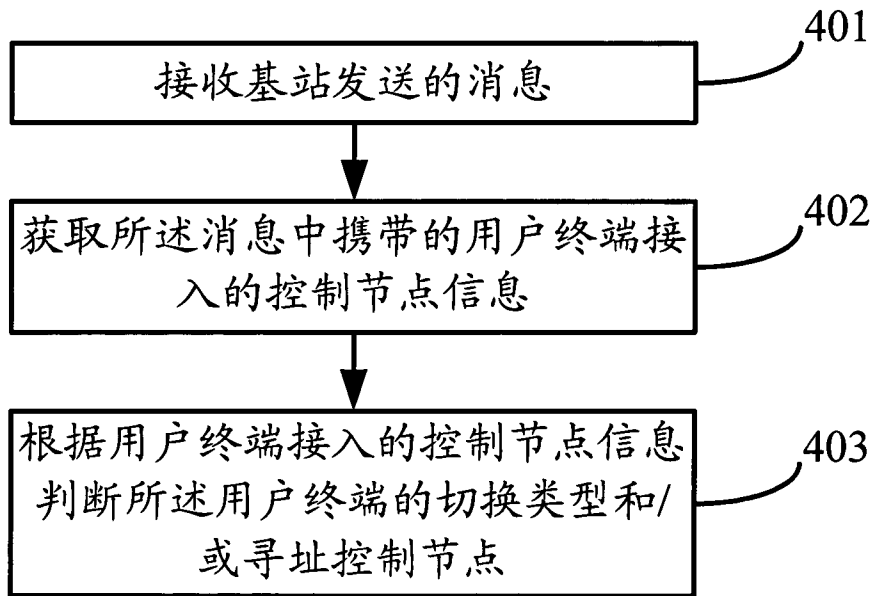 401
接收基站发送的消息
402
获取所述消息中携带的用户终端接
入的控制节点信息
403
根据用户终端接入的控制节点信息
判断所述用户终端的切换类型和/
或寻址控制节点